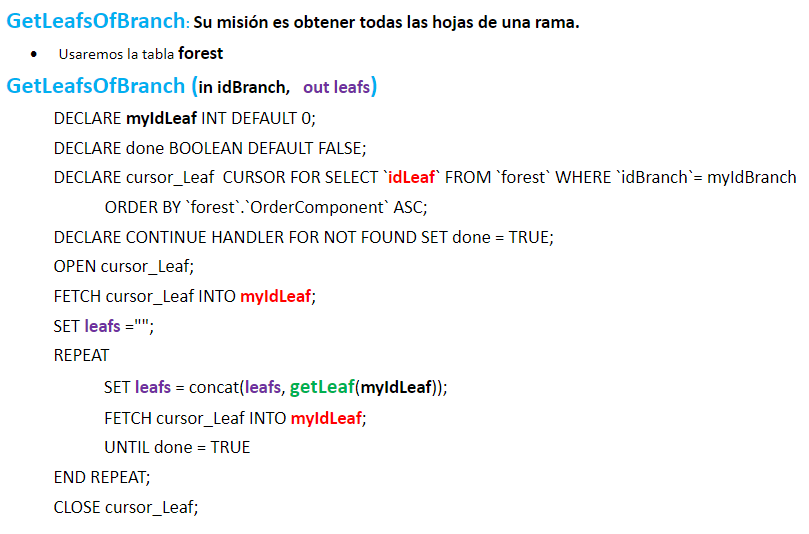 GetLeafsOfBranch: Su misión es obtener todas las hojas de una rama.
• Usaremos la tabla forest
GetLeafsOfBranch (in idBranch, out leafs)
DECLARE myIdLeaf INT DEFAULT 0;
DECLARE done BOOLEAN DEFAULT FALSE;
DECLARE cursor_Leaf CURSOR FOR SELECT `idLeaf` FROM `forest` WHERE `idBranch`= myIdBranch
ORDER BY `forest`.`OrderComponent` ASC;
DECLARE CONTINUE HANDLER FOR NOT FOUND SET done = TRUE;
OPEN cursor_Leaf;
FETCH cursor_Leaf INTO myIdLeaf;
SET leafs ="";
REPEAT
SET leafs = concat(leafs, getLeaf(myIdLeaf));
FETCH cursor_Leaf INTO myIdLeaf;
UNTIL done = TRUE
END REPEAT;
CLOSE cursor_Leaf;